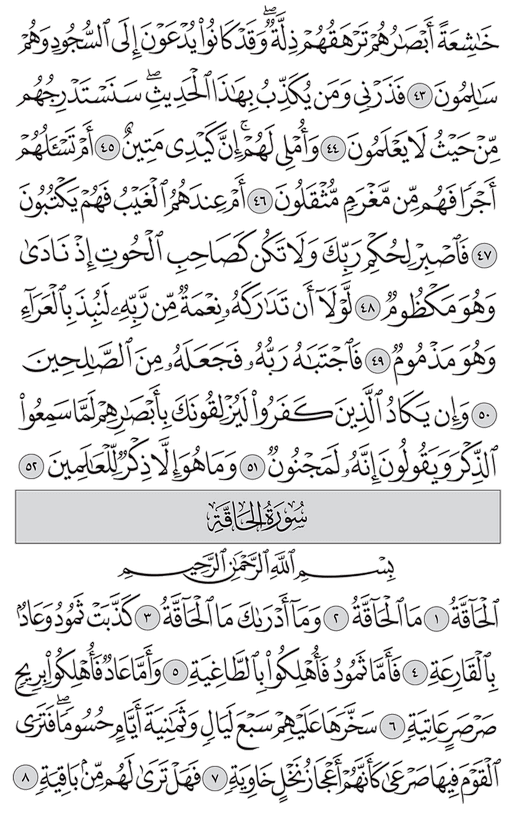 خَٰشِعَةً أَبْصَٰرُهُمْ تَرْهَقُهُمْ ذِلَّةٌۖ وَقَدْ كَانُوا۟ يُدْعَوْنَ إِلَى ٱلسُّجُودِ وَهُمْ
سَٰلِمُونَ ٤٣ فَذَرْنِى وَمَن يُكَذِّبُ بِهَٰذَا ٱلْحَدِيثِۖ سَنَسْتَدْرِجُهُم
مِّنْ حَيْثُ لَا يَعْلَمُونَ ٤٤ وَأُمْلِى لَهُمْۚ إِنَّ كَيْدِى مَتِينٌ ٤٥ أَمْ تَسْـَٔلُهُمْ
أَجْرًا فَهُم مِّن مَّغْرَمٍ مُّثْقَلُونَ ٤٦ أَمْ عِندَهُمُ ٱلْغَيْبُ فَهُمْ يَكْتُبُونَ
٤٧ فَٱصْبِرْ لِحُكْمِ رَبِّكَ وَلَا تَكُن كَصَاحِبِ ٱلْحُوتِ إِذْ نَادَىٰ
وَهُوَ مَكْظُومٌ ٤٨ لَّوْلَآ أَن تَدَٰرَكَهُۥ نِعْمَةٌ مِّن رَّبِّهِۦ لَنُبِذَ بِٱلْعَرَآءِ
وَهُوَ مَذْمُومٌ ٤٩ فَٱجْتَبَٰهُ رَبُّهُۥ فَجَعَلَهُۥ مِنَ ٱلصَّٰلِحِينَ
٥٠ وَإِن يَكَادُ ٱلَّذِينَ كَفَرُوا۟ لَيُزْلِقُونَكَ بِأَبْصَٰرِهِمْ لَمَّا سَمِعُوا۟
ٱلذِّكْرَ وَيَقُولُونَ إِنَّهُۥ لَمَجْنُونٌ ٥١ وَمَا هُوَ إِلَّا ذِكْرٌ لِّلْعَٰلَمِينَ ٥٢
سُورَةُ الحَاقَّةِ
بِسْمِ ٱللَّهِ ٱلرَّحْمَٰنِ ٱلرَّحِيمِ
ٱلْحَآقَّةُ ١ مَا ٱلْحَآقَّةُ ٢ وَمَآ أَدْرَىٰكَ مَا ٱلْحَآقَّةُ ٣ كَذَّبَتْ ثَمُودُ وَعَادٌۢ
بِٱلْقَارِعَةِ ٤ فَأَمَّا ثَمُودُ فَأُهْلِكُوا۟ بِٱلطَّاغِيَةِ ٥ وَأَمَّا عَادٌ فَأُهْلِكُوا۟ بِرِيحٍ
صَرْصَرٍ عَاتِيَةٍ ٦ سَخَّرَهَا عَلَيْهِمْ سَبْعَ لَيَالٍ وَثَمَٰنِيَةَ أَيَّامٍ حُسُومًاۖ فَتَرَى
ٱلْقَوْمَ فِيهَا صَرْعَىٰ كَأَنَّهُمْ أَعْجَازُ نَخْلٍ خَاوِيَةٍ ٧ فَهَلْ تَرَىٰ لَهُم مِّنۢ بَاقِيَةٍ ٨